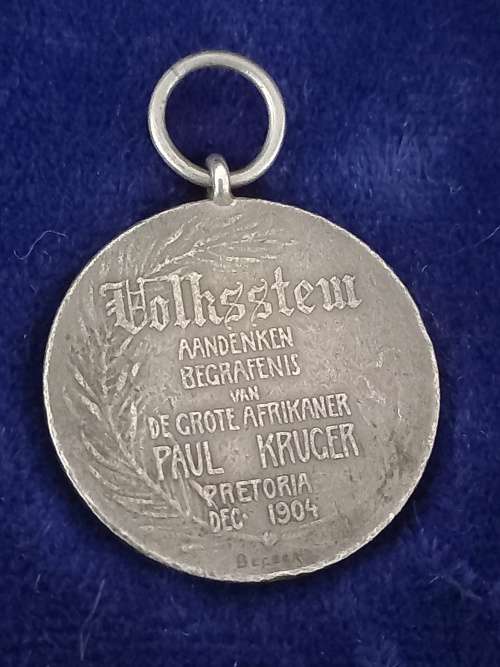 Volksstem
AANDENKEN
BEGRAFENIS
VAN
DE GROTE AFRIKANER
PAUL KRUGER
PRETORIA
DEC 1904